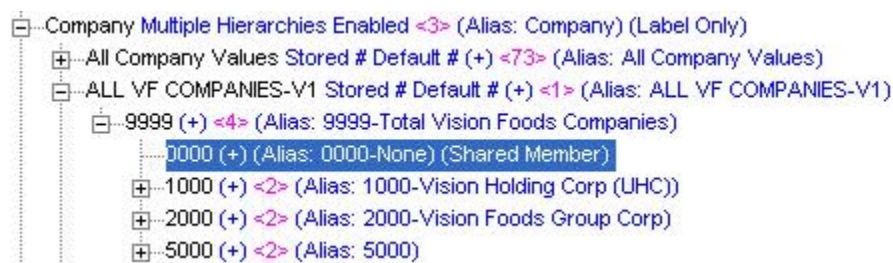 Company Multiple Hierarchies Enabled <3> (Alias: Company) (Label Only)
All Company Values Stored # Default # (+) <73> (Alias: All Company Values)
ALL VF COMPANIES-V1 Stored # Default # (+) <1> (Alias: ALL VF COMPANIES-V1)
9999 (+) <4> (Alias: 9999-Total Vision Foods Companies)
0000 (+) (Alias: 0000-None) (Shared Member)
1000 (+) <2> (Alias: 1000-Vision Holding Corp (UHC))
2000 (+) <2> (Alias: 2000-Vision Foods Group Corp)
5000 (+) <2> (Alias: 5000)